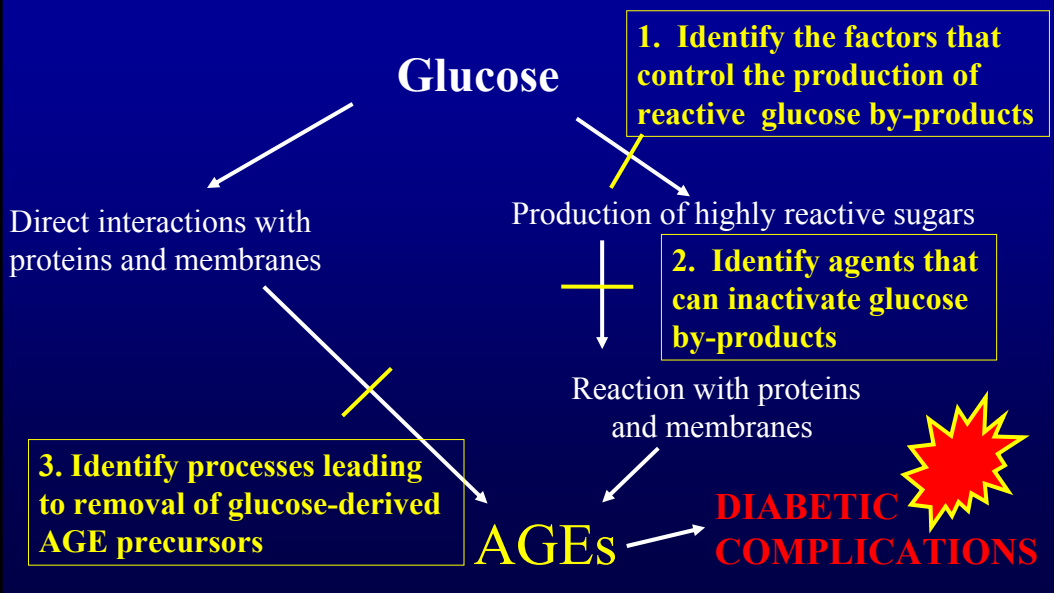 Glucose
1. Identify the factors that
control the production of
reactive glucose by-products
Direct interactions with
proteins and membranes
Production of highly reactive sugars
2. Identify agents that
can inactivate glucose
by-products
Reaction with proteins
and membranes
3. Identify processes leading
to removal of glucose-derived
AGE precursors
AGEs
DIABETIC
COMPLICATIONS